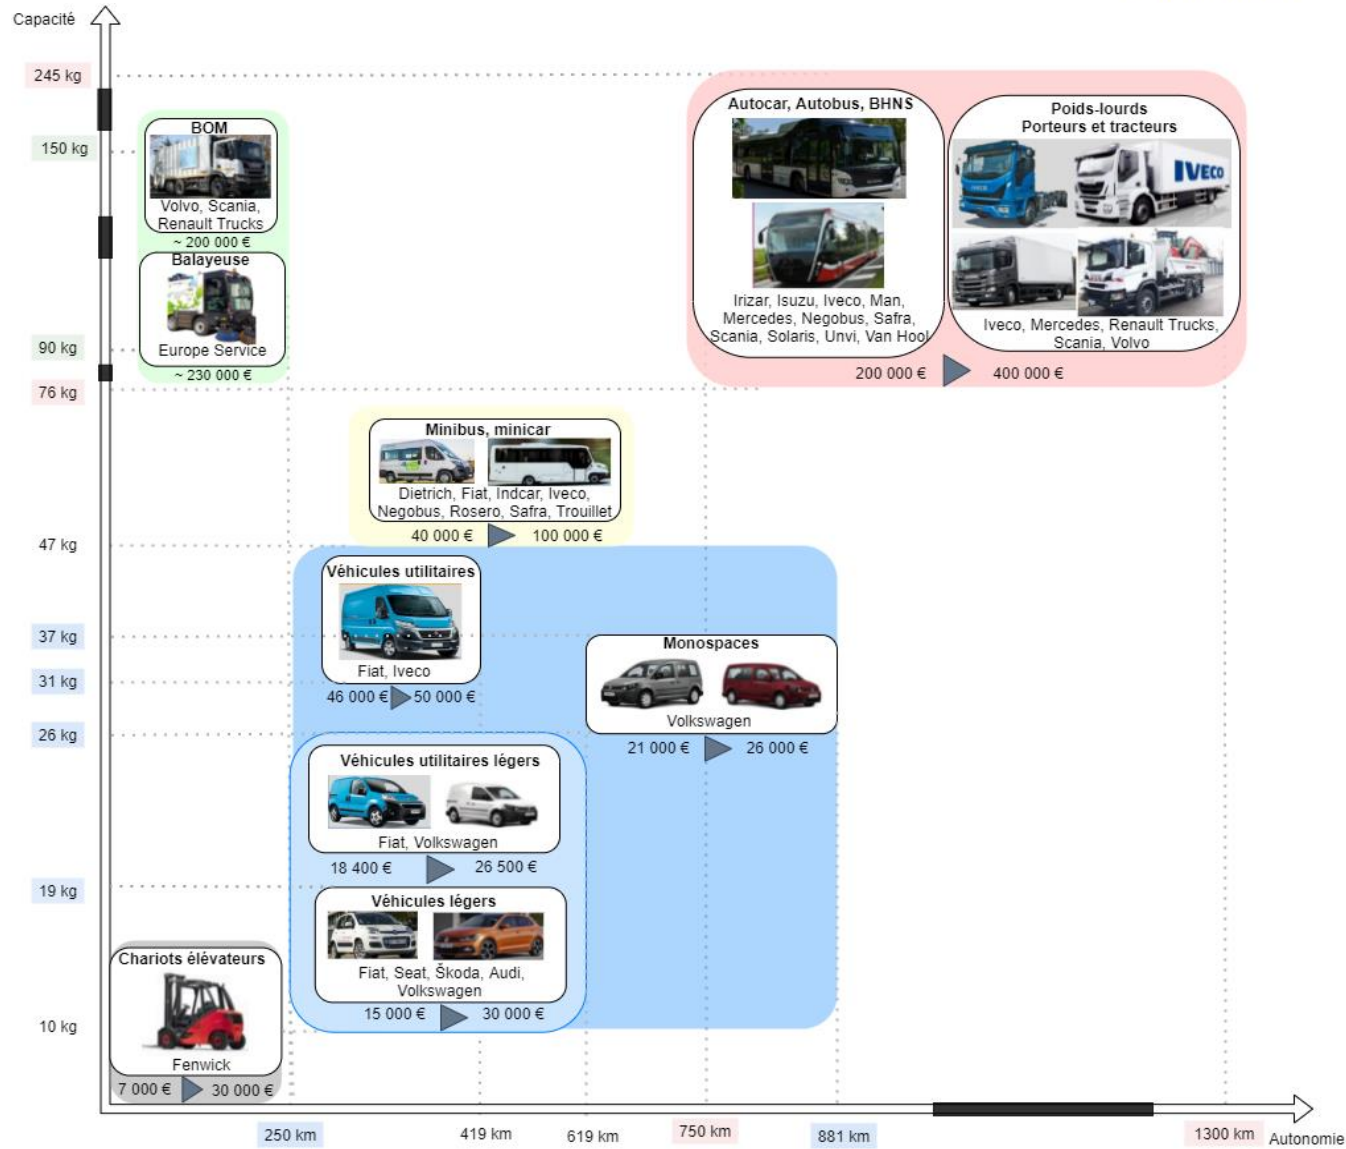 Capacité
245 kg
150 kg
90 kg
76 kg
47 kg
37 kg
31 kg
26 kg
19 kg
10 kg
BOM
Volvo, Scania,
Renault Trucks
~ 200 000 €
Balayeuse
Europe Service
~ 230 000 €
Autocar, Autobus, BHNS
Irizar, Isuzu, Iveco, Man,
Mercedes, Negobus, Safra,
Scania, Solaris, Unvi, Van Hool
Poids-lourds
Porteurs et tracteurs
IVECO
Iveco, Mercedes, Renault Trucks,
Scania, Volvo
200 000 € 400 000 €
Minibus, minicar
Dietrich, Fiat, Indcar, Iveco,
Negobus, Rosero, Safra, Trouillet
40 000 € 100 000 €
Véhicules utilitaires
Fiat, Iveco
46 000 € 50 000 €
Monospaces
Volkswagen
21 000 € 26 000 €
Véhicules utilitaires légers
Fiat, Volkswagen
18 400 € 26 500 €
Véhicules légers
Fiat, Seat, Škoda, Audi,
Volkswagen
15 000 € 30 000 €
Chariots élévateurs
Fenwick
7 000 € 30 000 €
250 km
419 km
619 km
750 km
881 km
1300 km
Autonomie